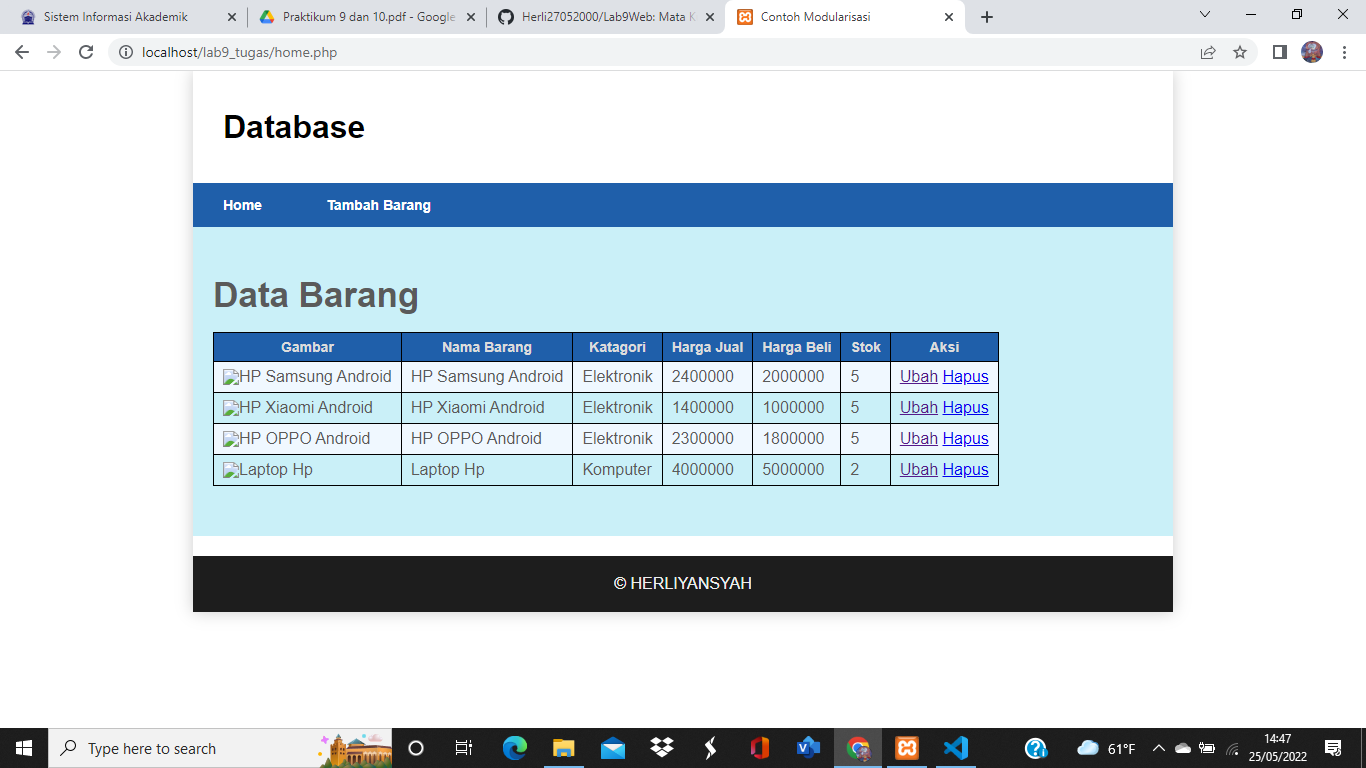 Sistem Informasi Akademik
Praktikum 9 dan 10.pdf - Google
Herli27052000/Lab9Web: Mata K
Contoh Modularisasi
localhost/lab9_tugas/home.php
Database
Home Tambah Barang
Data Barang
Gambar Nama Barang Katagori Harga Jual Harga Beli Stok Aksi
HP Samsung Android HP Samsung Android Elektronik 2400000 2000000 5 Ubah Hapus
HP Xiaomi Android HP Xiaomi Android Elektronik 1400000 1000000 5 Ubah Hapus
HP OPPO Android HP OPPO Android Elektronik 2300000 1800000 5 Ubah Hapus
Laptop Hp Laptop Hp Komputer 4000000 5000000 2 Ubah Hapus
© HERLIYANSYAH
Type here to search
61°F
14:47
25/05/2022